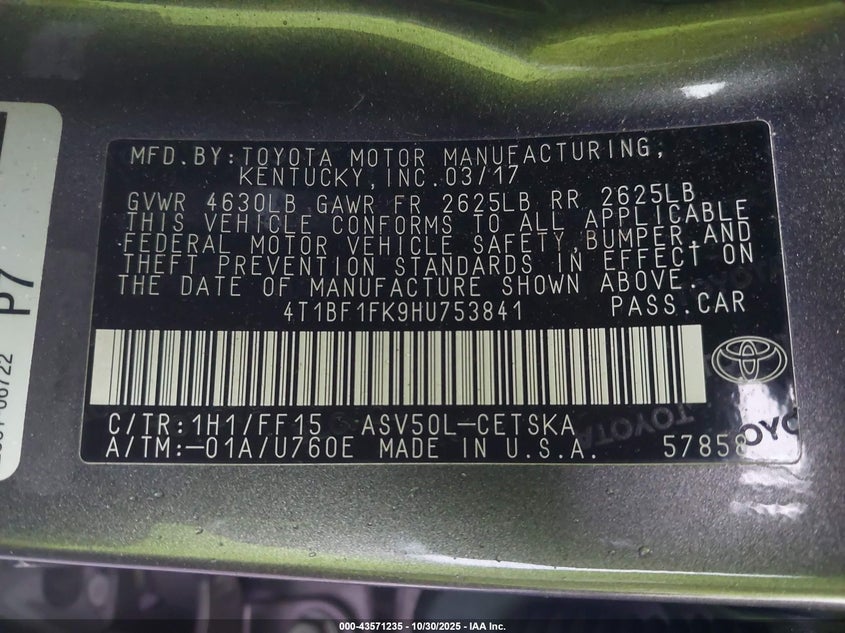 MFD.BY:TOYOTA MOTOR MANUFACTURING,
KENTUCKY,INC.03/17
GVWR 4630LB GAWR FR 2625LB RR 2625LB
THIS VEHICLE CONFORMS TO ALL APPLICABLE
FEDERAL MOTOR VEHICLE SAFETY,BUMPER,AND
THEFT PREVENTION STANDARDS IN EFFECT ON
THE DATE OF MANUFACTURE SHOWN ABOVE.
4T1BF1FK9HU753841 PASS.CAR
C/TR:1H1/FF15 ASV50L-CETSKA
A/TM:-01A/U760E MADE IN U.S.A. 57858
TOYOTA
P7
000-43571235 - 10/30/2025 - IAA Inc.